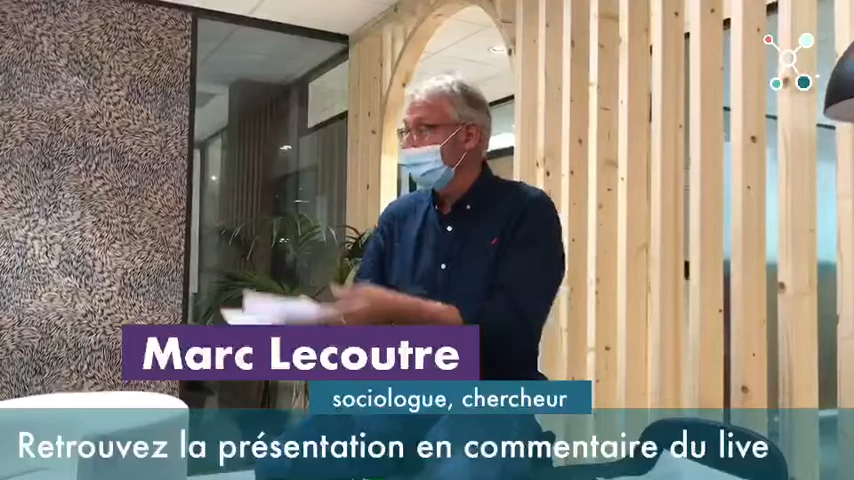 Marc Lecoutre
sociologue, chercheur
Retrouvez la présentation en commentaire du live